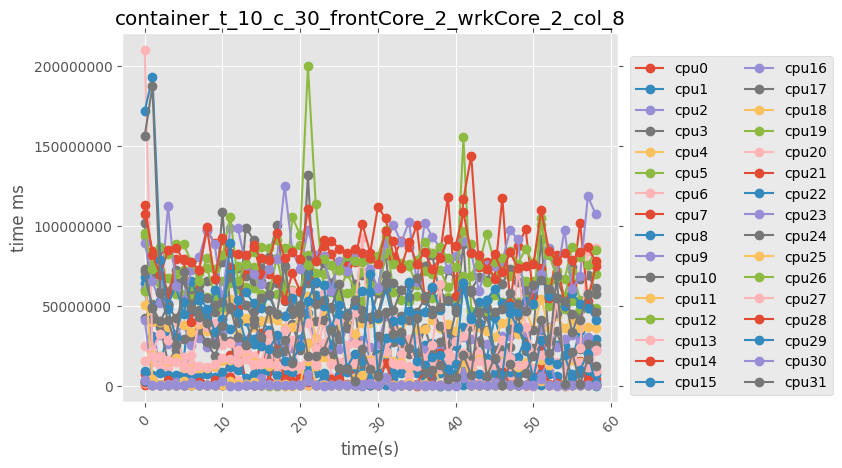 container_t_10_c_30_frontCore_2_wrkCore_2_col_8
time ms
200000000
150000000
100000000
50000000
0
0
10
20
30
40
50
60
time(s)
cpu0
cpu1
cpu2
cpu3
cpu4
cpu5
cpu6
cpu7
cpu8
cpu9
cpu10
cpu11
cpu12
cpu13
cpu14
cpu15
cpu16
cpu17
cpu18
cpu19
cpu20
cpu21
cpu22
cpu23
cpu24
cpu25
cpu26
cpu27
cpu28
cpu29
cpu30
cpu31